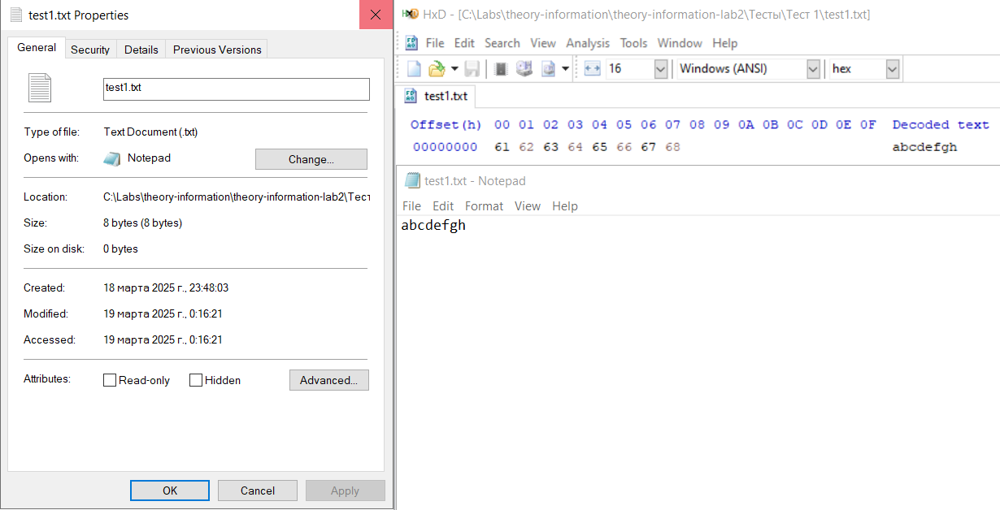 test1.txt Properties
General Security Details Previous Versions
test1.txt
Type of file: Text Document (.txt)
Opens with: Notepad Change...
Location: C:\Labs\theory-information\theory-information-lab2\Тест
Size: 8 bytes (8 bytes)
Size on disk: 0 bytes
Created: 18 марта 2025 г., 23:48:03
Modified: 19 марта 2025 г., 0:16:21
Accessed: 19 марта 2025 г., 0:16:21
Attributes: Read-only Hidden Advanced...
OK Cancel Apply
HxD - [C:\Labs\theory-information\theory-information-lab2\Тесты\Тест 1\test1.txt]
File Edit Search View Analysis Tools Window Help
16 Windows (ANSI) hex
test1.txt
Offset(h) 00 01 02 03 04 05 06 07 08 09 0A 0B 0C 0D 0E 0F Decoded text
00000000 61 62 63 64 65 66 67 68 abcdefgh
test1.txt - Notepad
File Edit Format View Help
abcdefgh